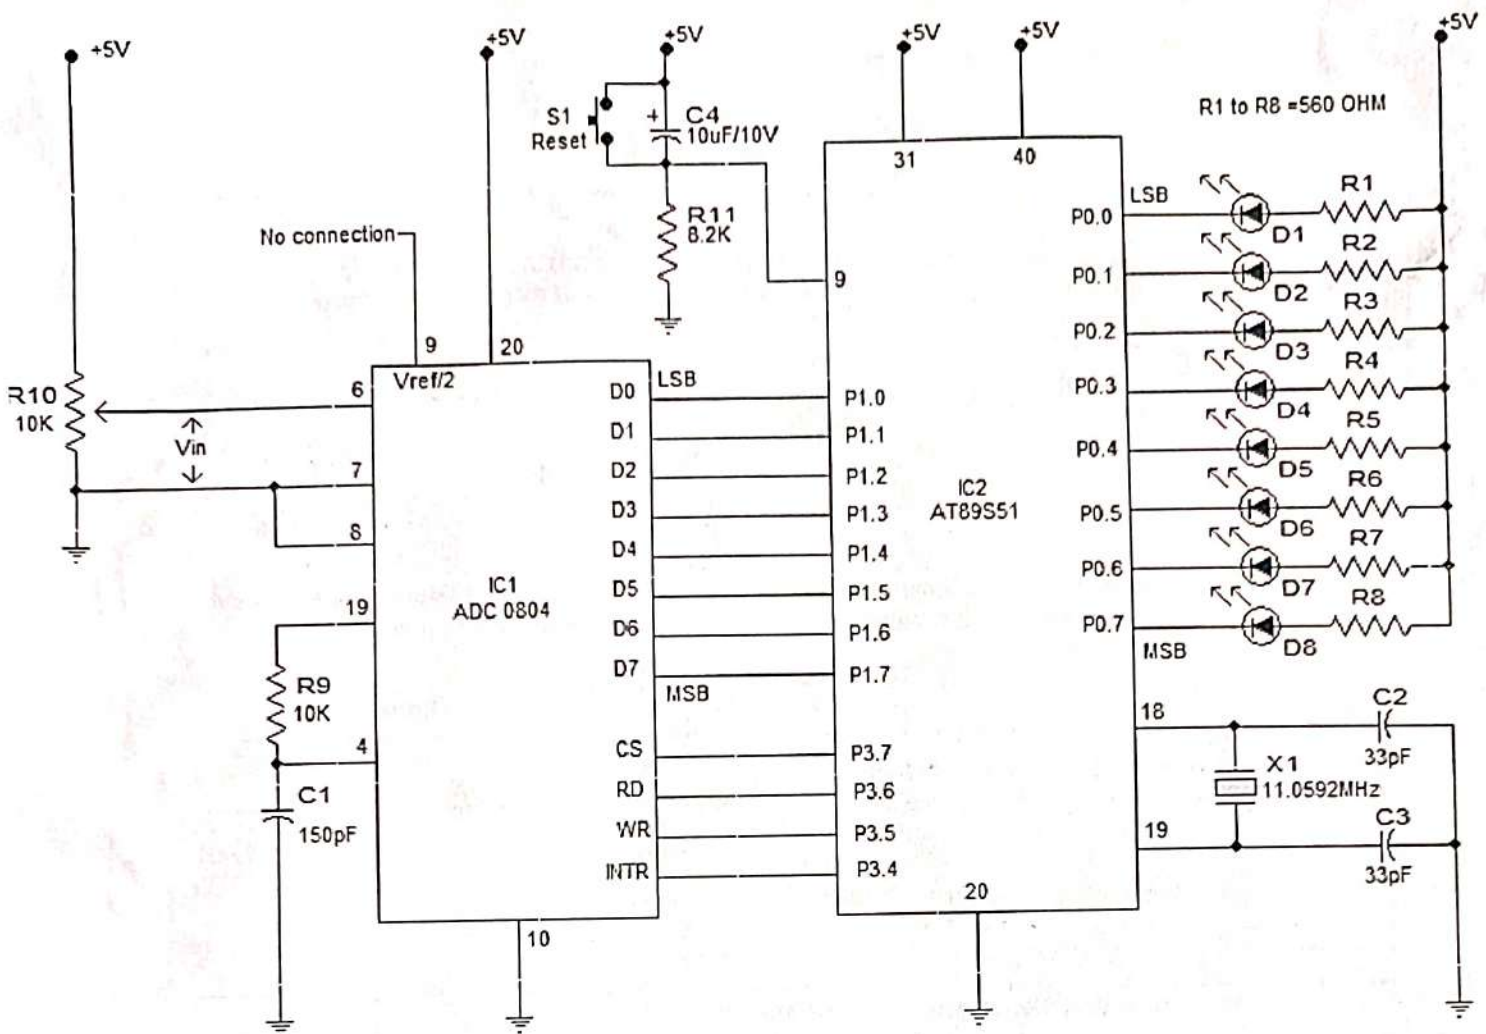 +5V
+5V
+5V
+5V
+5V
+5V
R1 to R8 =560 OHM
S1
Reset
+
C4
10uF/10V
R11
8.2K
No connection
31
40
9
9
20
Vref/2
R10
10K
6
Vin
7
8
19
R9
10K
4
C1
150pF
IC1
ADC 0804
10
D0
LSB
D1
D2
D3
D4
D5
D6
D7
MSB
CS
RD
WR
INTR
P1.0
P1.1
P1.2
P1.3
P1.4
P1.5
P1.6
P1.7
P3.7
P3.6
P3.5
P3.4
IC2
AT89S51
20
P0.0
LSB
D1
R1
P0.1
D2
R2
P0.2
D3
R3
P0.3
D4
R4
P0.4
D5
R5
P0.5
D6
R6
P0.6
D7
R7
P0.7
MSB
D8
R8
18
C2
33pF
X1
11.0592MHz
19
C3
33pF